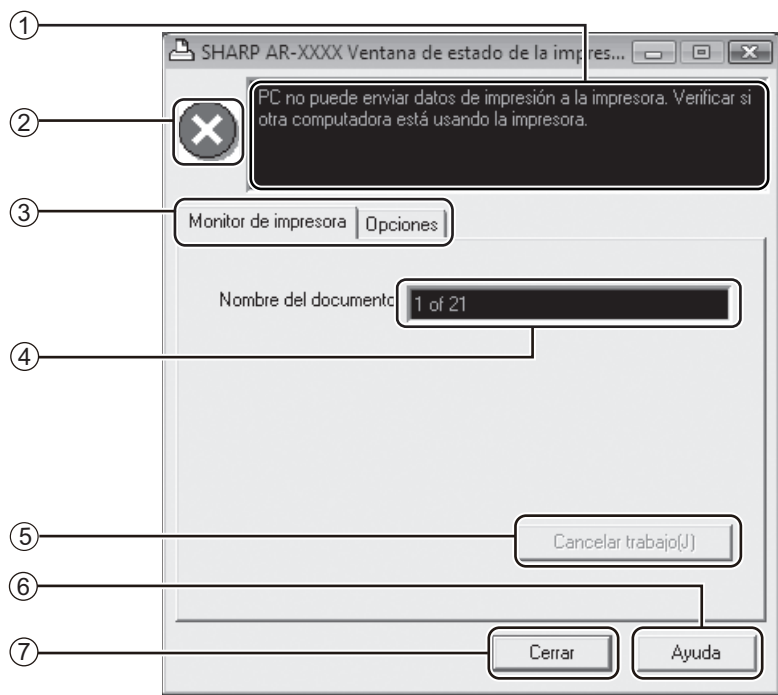 ①
SHARP AR-XXXX Ventana de estado de la impres...
②
PC no puede enviar datos de impresión a la impresora. Verificar si
otra computadora está usando la impresora.
③
Monitor de impresora Opciones
Nombre del documento 1 of 21
④
⑤
Cancelar trabajo(J)
⑥
⑦
Cerrar Ayuda